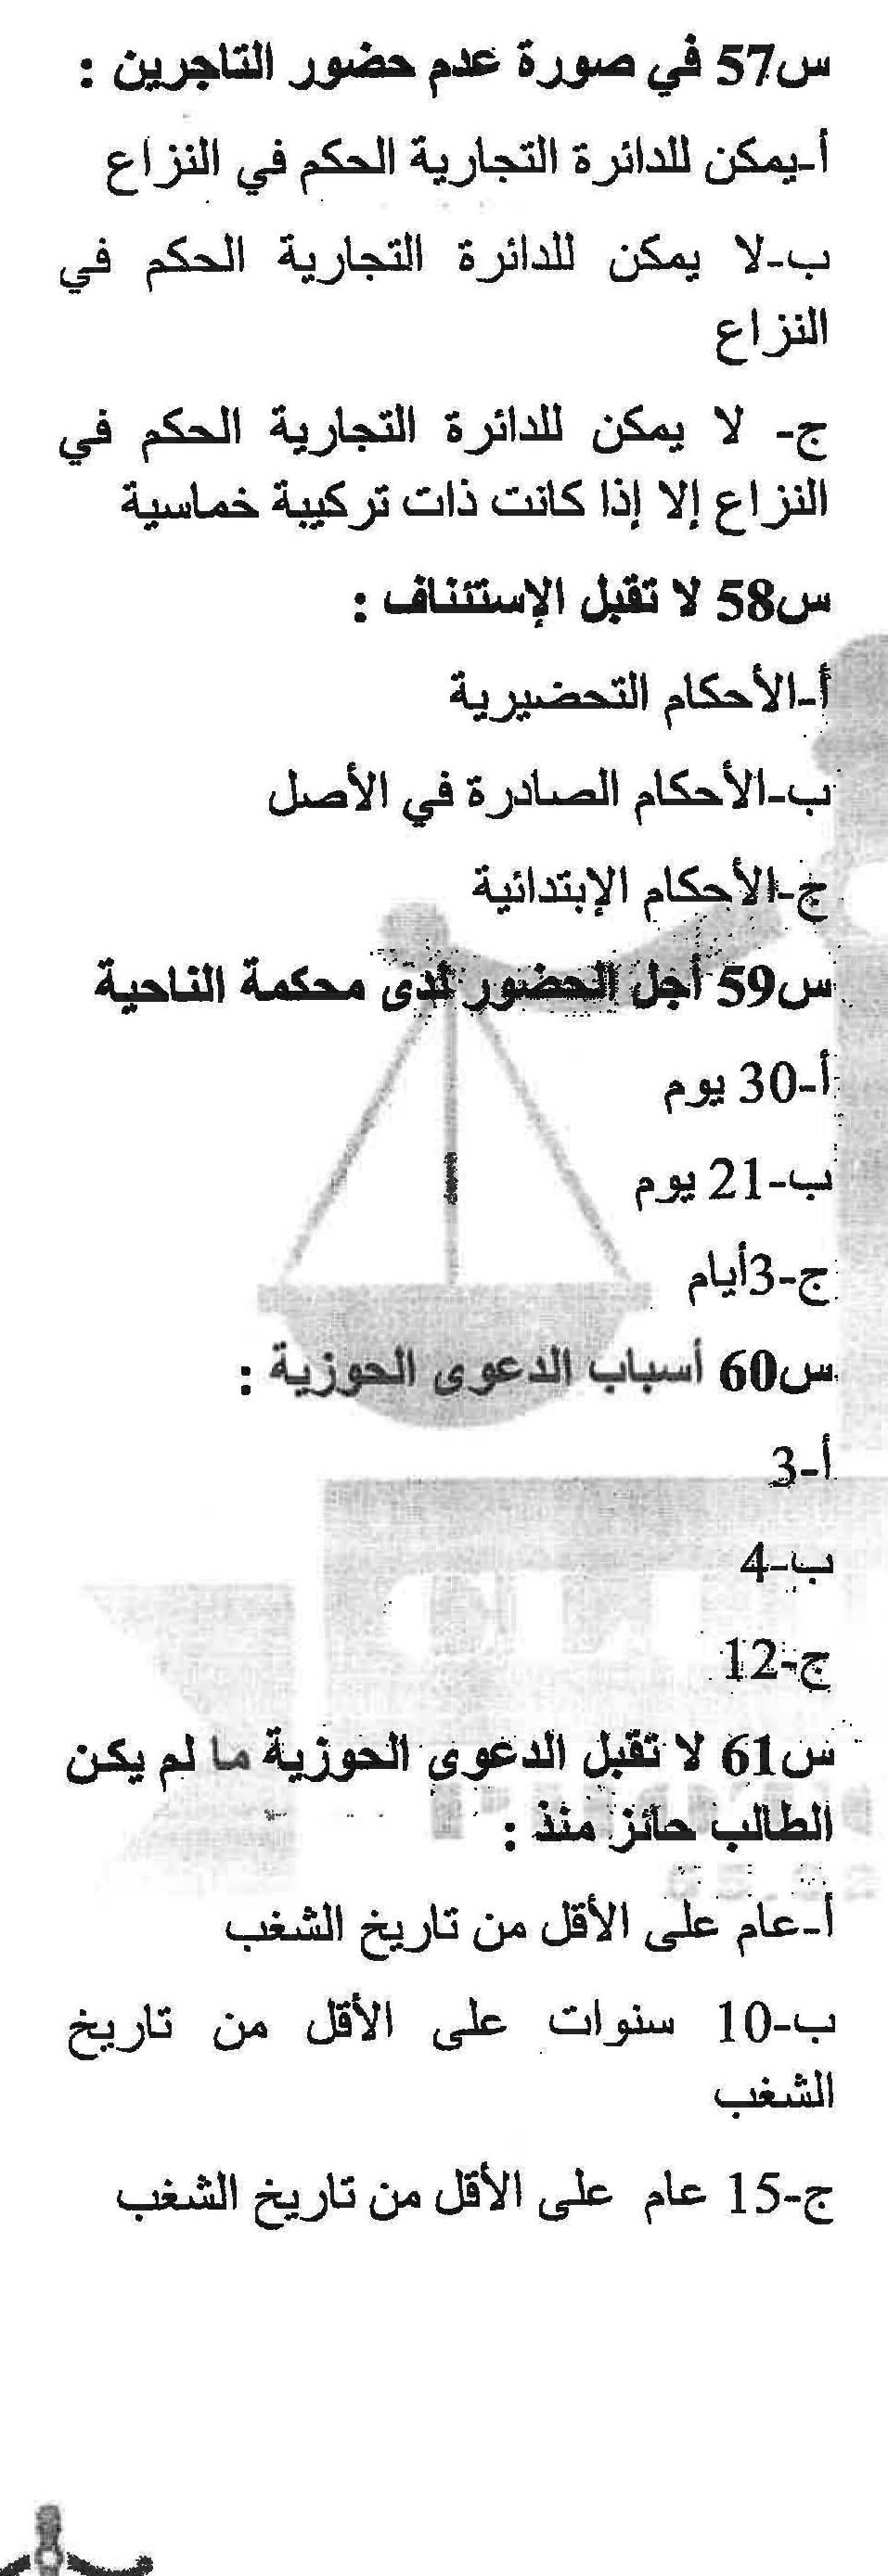 س57 في صورة عدم حضور التاجرين :
أ-يمكن للدائرة التجارية الحكم في النزاع
ب-لا يمكن للدائرة التجارية الحكم في
النزاع
ج- لا يمكن للدائرة التجارية الحكم في
النزاع إلا إذا كانت ذات تركيبة خماسية
س58 لا تقبل الإستئناف :
أ-الأحكام التحضيرية
ب-الأحكام الصادرة في الأصل
ج-الأحكام الإبتدائية
س59 أجل الحضور لدى محكمة الناحية
أ-30 يوم
ب-21 يوم
ج-3أيام
س60 أسباب الدعوى الحوزية :
أ-3
ب-4
ج-12
س61 لا تقبل الدعوى الحوزية ما لم يكن
الطالب حائز منذ :
أ-عام على الأقل من تاريخ الشغب
ب-10 سنوات على الأقل من تاريخ
الشغب
ج-15 عام على الأقل من تاريخ الشغب